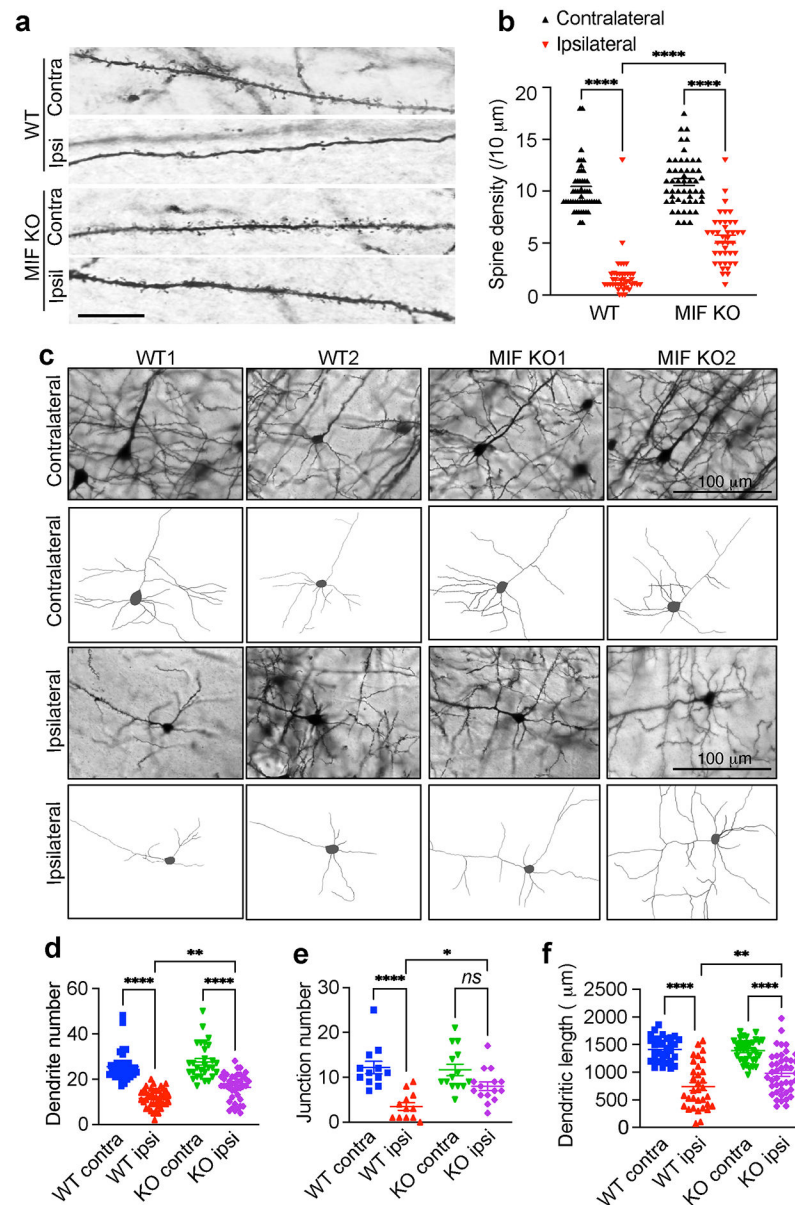 a
WT
Contra
Ipsi
MIF KO
Contra
Ipsil
b
Contralateral
Ipsilateral
****
****
****
Spine density (/10 μm)
20
15
10
5
0
WT MIF KO
c
WT1 WT2 MIF KO1 MIF KO2
Contralateral
100 μm
Contralateral
Ipsilateral
100 μm
Ipsilateral
d
**
**** ****
Dendrite number
60
40
20
0
WT contra
WT ipsi
KO contra
KO ipsi
e
*
**** ns
Junction number
30
20
10
0
WT contra
WT ipsi
KO contra
KO ipsi
f
**
**** ****
Dendritic length ( μm)
2500
2000
1500
1000
500
0
WT contra
WT ipsi
KO contra
KO ipsi